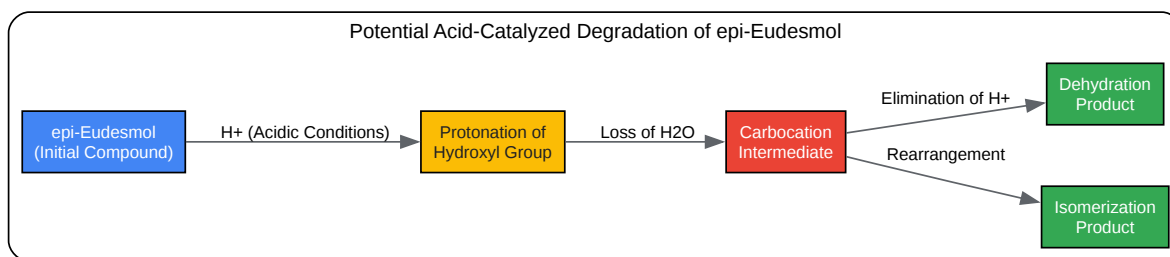 Potential Acid-Catalyzed Degradation of epi-Eudesmol
epi-Eudesmol
(Initial Compound)
H+ (Acidic Conditions)
Protonation of
Hydroxyl Group
Loss of H2O
Carbocation
Intermediate
Elimination of H+
Dehydration
Product
Rearrangement
Isomerization
Product